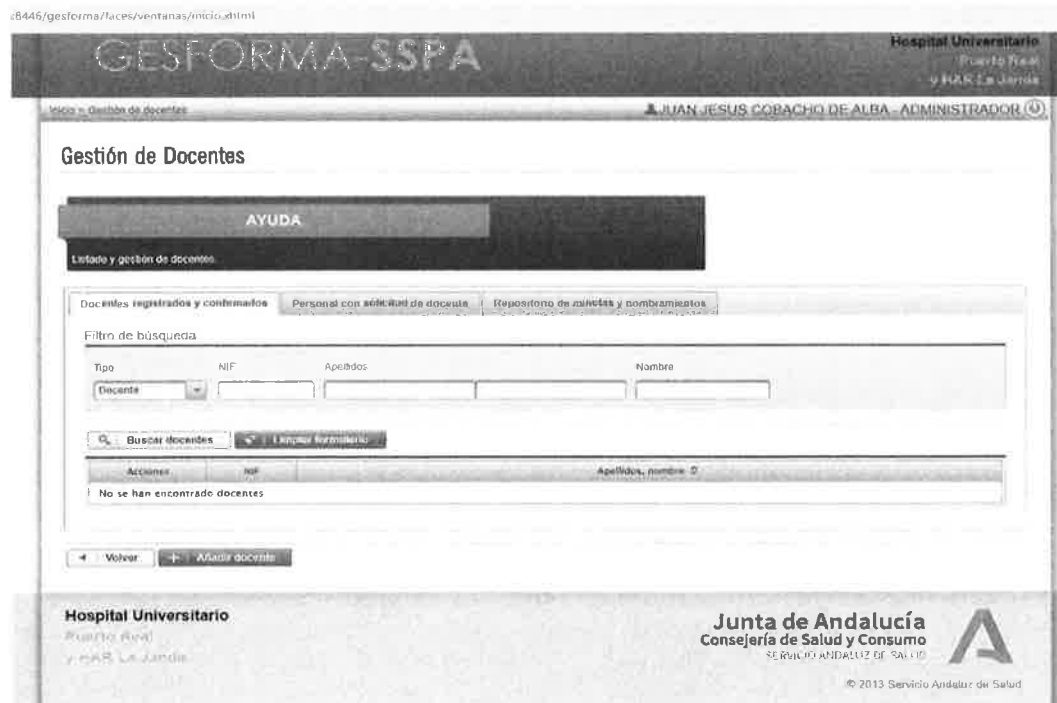 :8446/gesforma/faces/ventanas/inicio.xhtml
GESFORMA-SSPA
Hospital Universitario
Puerto Real
y HAR La Janda
Inicio » Gestión de docentes
JUAN JESUS COBACHO DE ALBA - ADMINISTRADOR
Gestión de Docentes
AYUDA
Listado y gestión de docentes.
Docentes registrados y confirmados Personal con solicitud de docente Repositorio de minutas y nombramientos
Filtro de búsqueda
Tipo NIF Apellidos Nombre
Docente
Buscar docentes Limpiar formulario
Acciones NIF Apellidos, nombre
No se han encontrado docentes
Volver Añadir docente
Hospital Universitario
Puerto Real
y HAR La Janda
Junta de Andalucía
Consejería de Salud y Consumo
SERVICIO ANDALUZ DE SALUD
© 2013 Servicio Andaluz de Salud